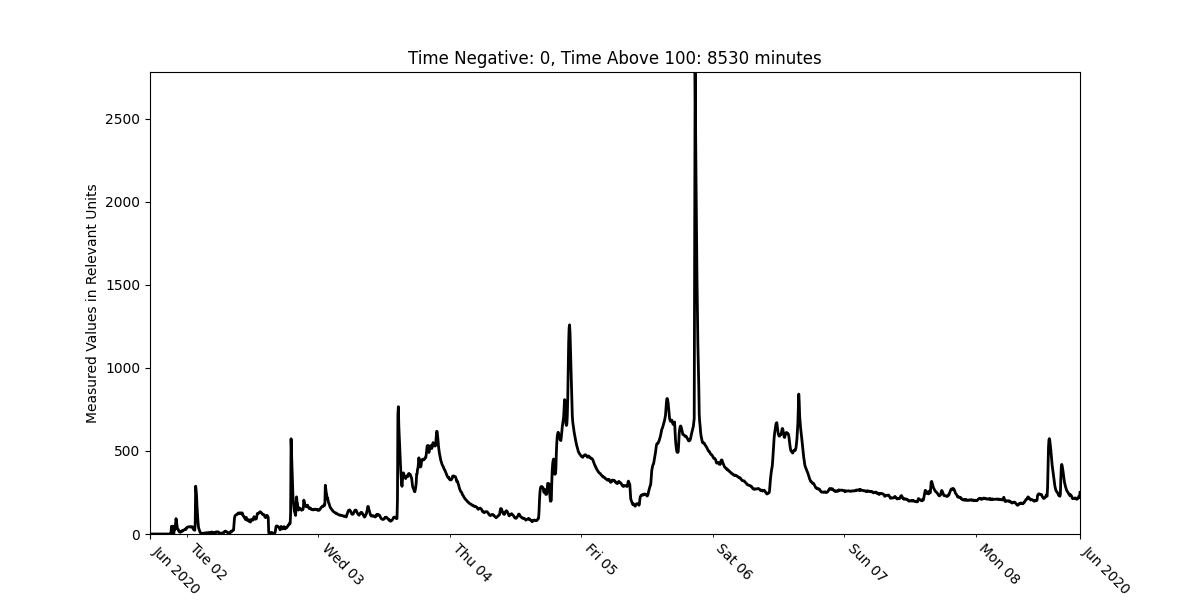 Time Negative: 0, Time Above 100: 8530 minutes
Measured Values in Relevant Units
2500
2000
1500
1000
500
0
Jun 2020
Tue 02
Wed 03
Thu 04
Fri 05
Sat 06
Sun 07
Mon 08
Jun 2020